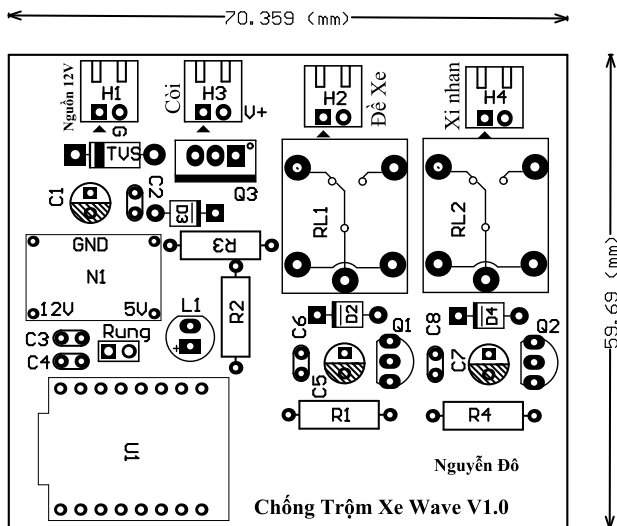 70.359 (mm)
Nguồn 12V
H1
G
Còi
H3
V+
H2
Đề Xe
Xi nhan
H4
TVS
Q3
C1
C2
D3
RL1
RL2
GND
N1
12V
5V
R3
R2
L1
+
59.69 (mm)
C3
C4
Rung
C6
D2
Q1
C8
D4
Q2
C5
C7
R1
R4
U1
Nguyễn Đô
Chống Trộm Xe Wave V1.0